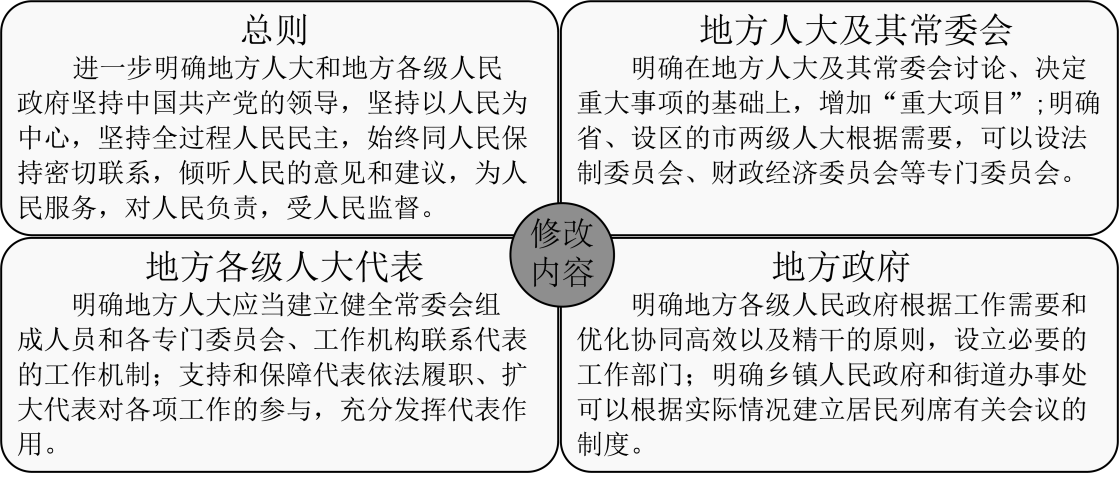 总则
进一步明确地方人大和地方各级人民
政府坚持中国共产党的领导，坚持以人民为
中心，坚持全过程人民民主，始终同人民保
持密切联系，倾听人民的意见和建议，为人
民服务，对人民负责，受人民监督。
地方人大及其常委会
明确在地方人大及其常委会讨论、决定
重大事项的基础上，增加“重大项目”;明确
省、设区的市两级人大根据需要，可以设法
制委员会、财政经济委员会等专门委员会。
修改
内容
地方各级人大代表
明确地方人大应当建立健全常委会组
成人员和各专门委员会、工作机构联系代表
的工作机制；支持和保障代表依法履职、扩
大代表对各项工作的参与，充分发挥代表作
用。
地方政府
明确地方各级人民政府根据工作需要和
优化协同高效以及精干的原则，设立必要的
工作部门；明确乡镇人民政府和街道办事处
可以根据实际情况建立居民列席有关会议的
制度。